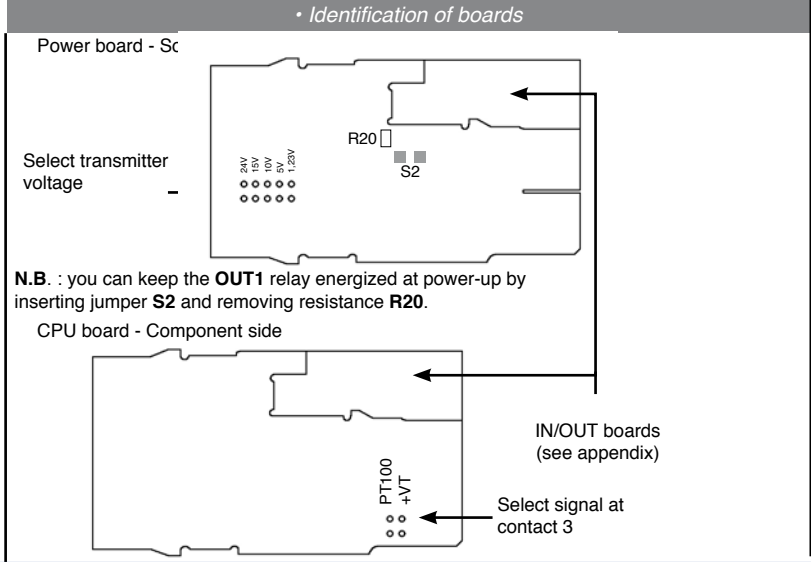 • Identification of boards
Power board - So
R20
S2
Select transmitter
voltage
24V
15V
10V
5V
1,23V
N.B. : you can keep the OUT1 relay energized at power-up by
inserting jumper S2 and removing resistance R20.
CPU board - Component side
IN/OUT boards
(see appendix)
PT100
+VT
Select signal at
contact 3